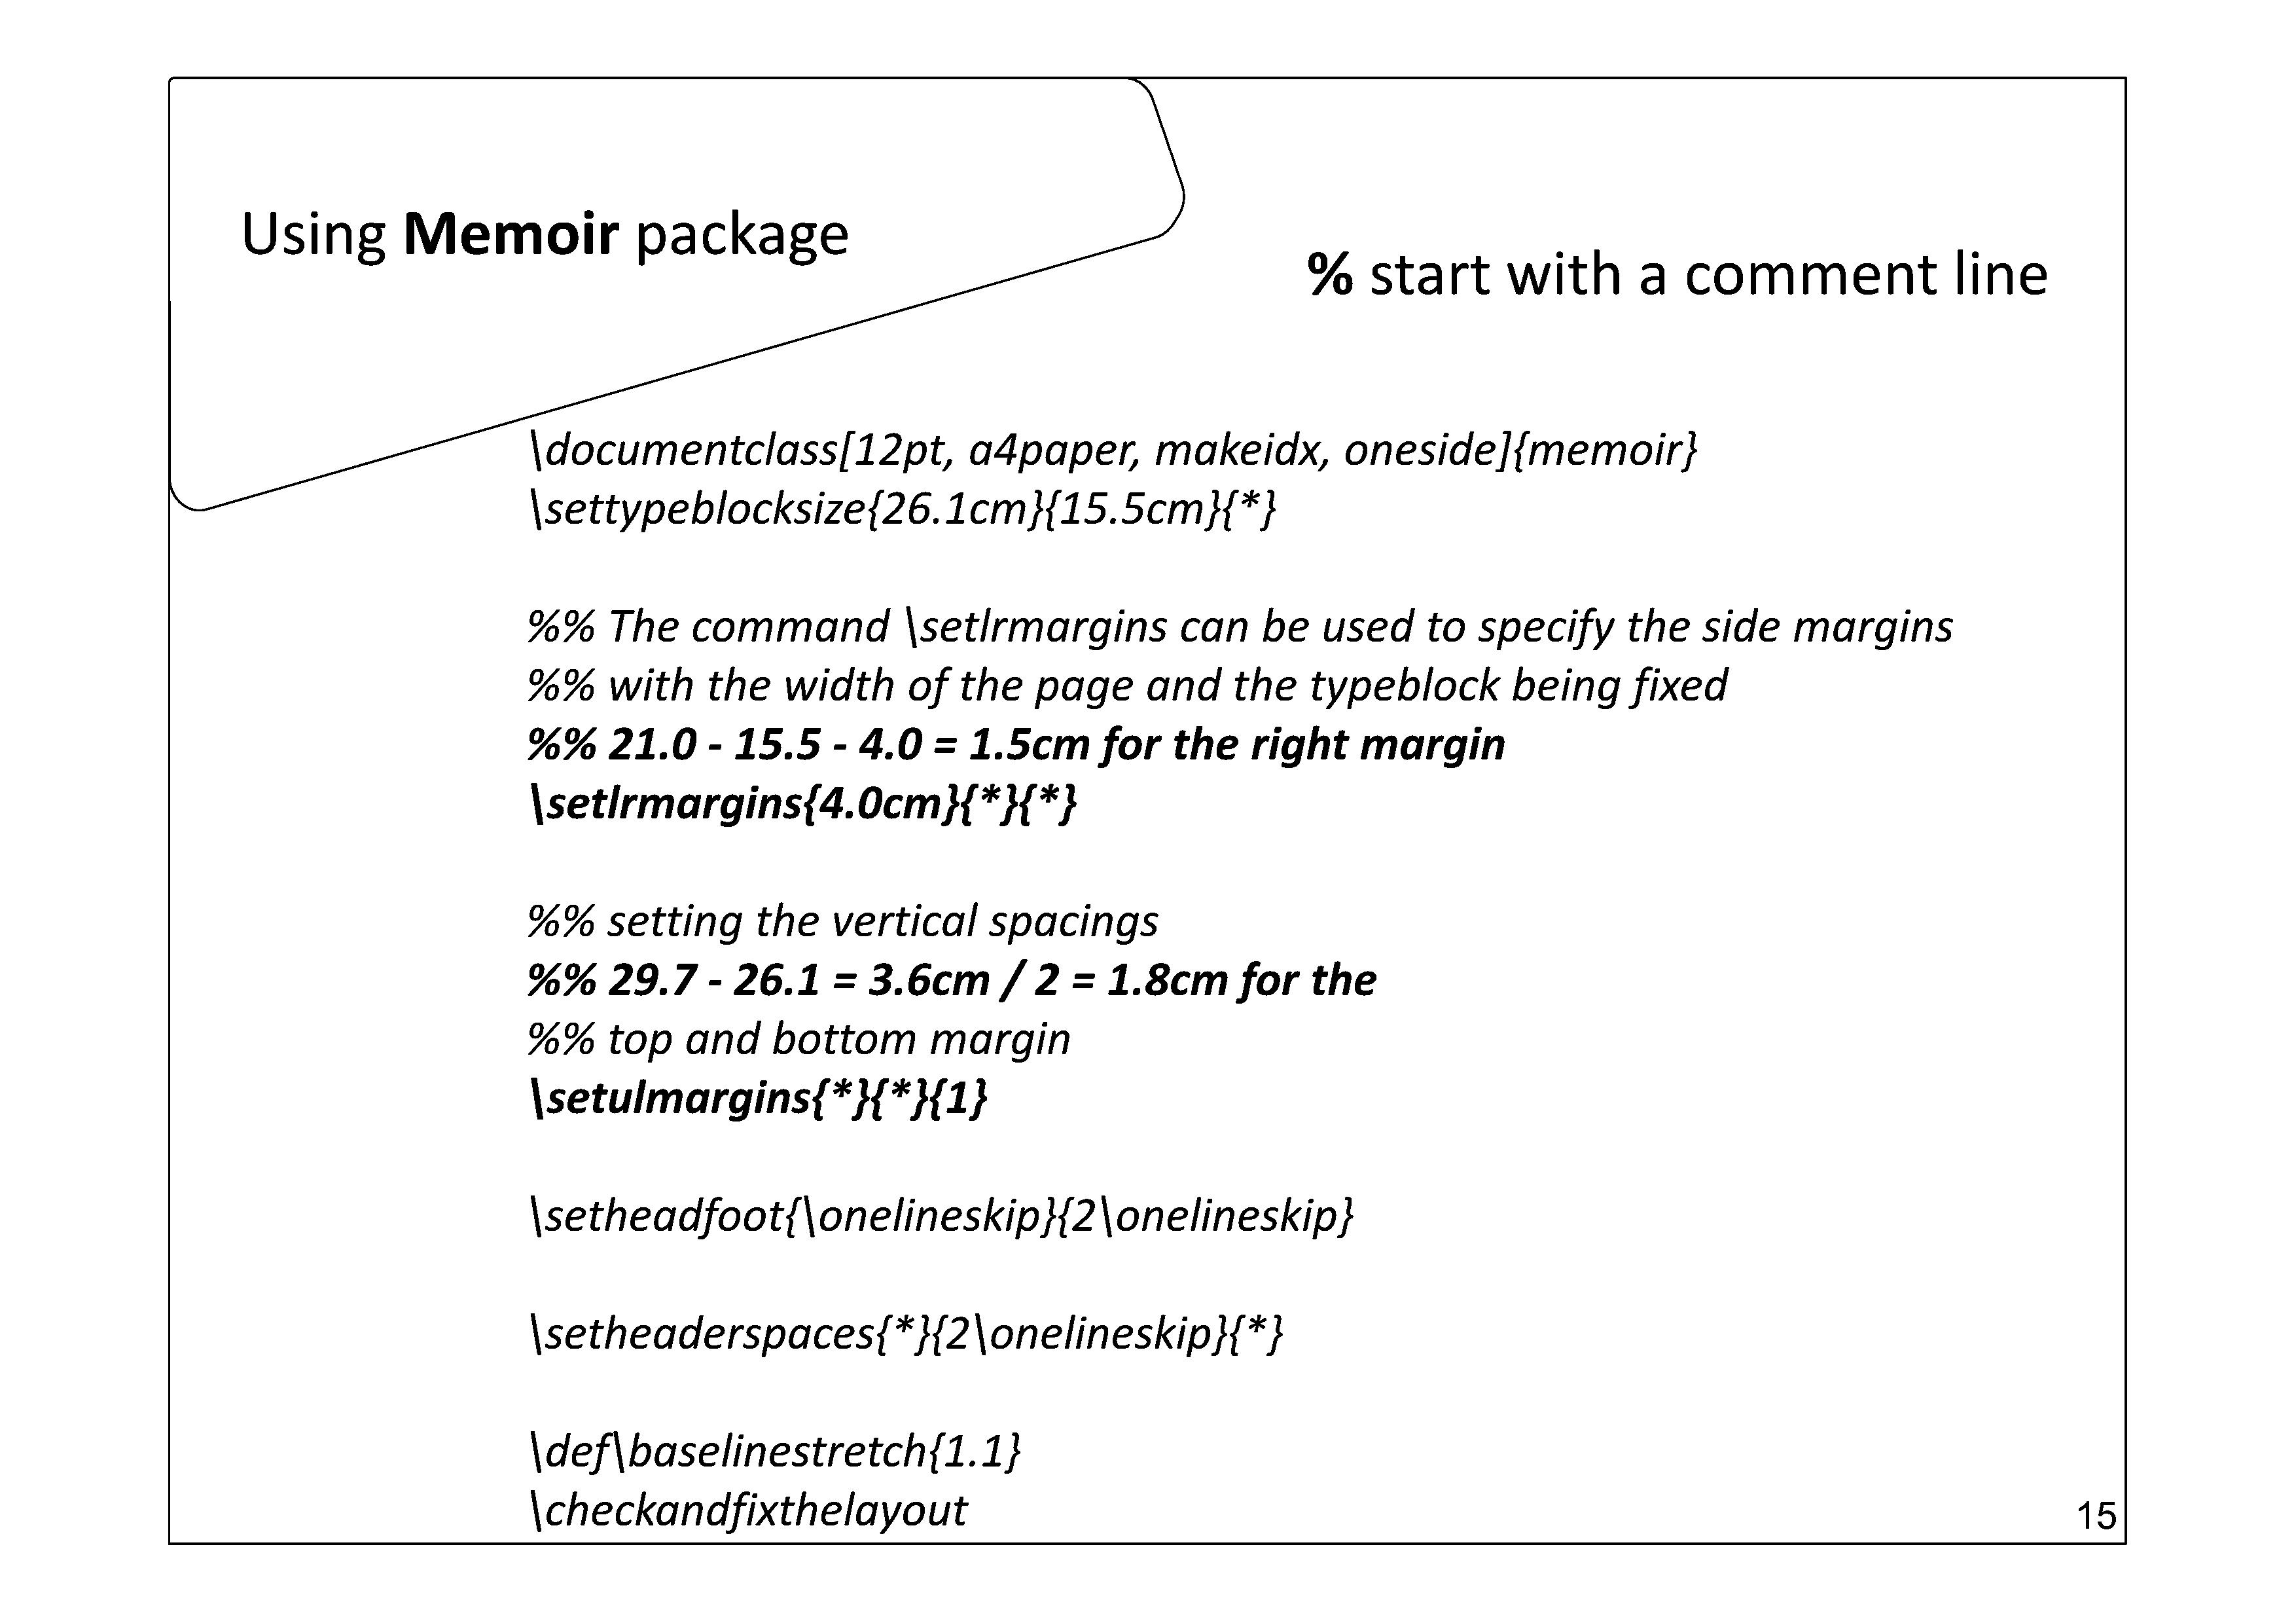 Using Memoir package
% start with a comment line
\documentclass[12pt, a4paper, makeidx, oneside]{memoir}
\settypeblocksize{26.1cm}{15.5cm}{*}
%% The command \setlrmargins can be used to specify the side margins
%% with the width of the page and the typeblock being fixed
%% 21.0 - 15.5 - 4.0 = 1.5cm for the right margin
\setlrmargins{4.0cm}{*}{*}
%% setting the vertical spacings
%% 29.7 - 26.1 = 3.6cm / 2 = 1.8cm for the
%% top and bottom margin
\setulmargins{*}{*}{1}
\setheadfoot{\onelineskip}{2\onelineskip}
\setheaderspaces{*}{2\onelineskip}{*}
\def\baselinestretch{1.1}
\checkandfixthelayout
15